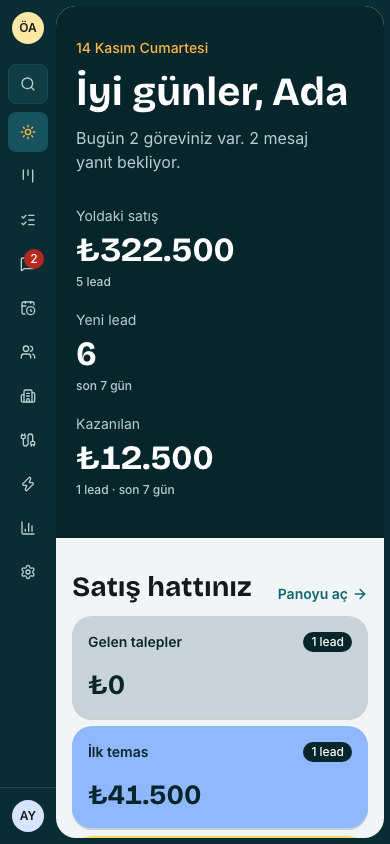 ÖA
14 Kasım Cumartesi
İyi günler, Ada
Bugün 2 göreviniz var. 2 mesaj
yanıt bekliyor.
Yoldaki satış
₺322.500
5 lead
2
Yeni lead
6
son 7 gün
Kazanılan
₺12.500
1 lead · son 7 gün
Satış hattınız
Panoyu aç →
Gelen talepler
1 lead
₺0
İlk temas
1 lead
₺41.500
AY